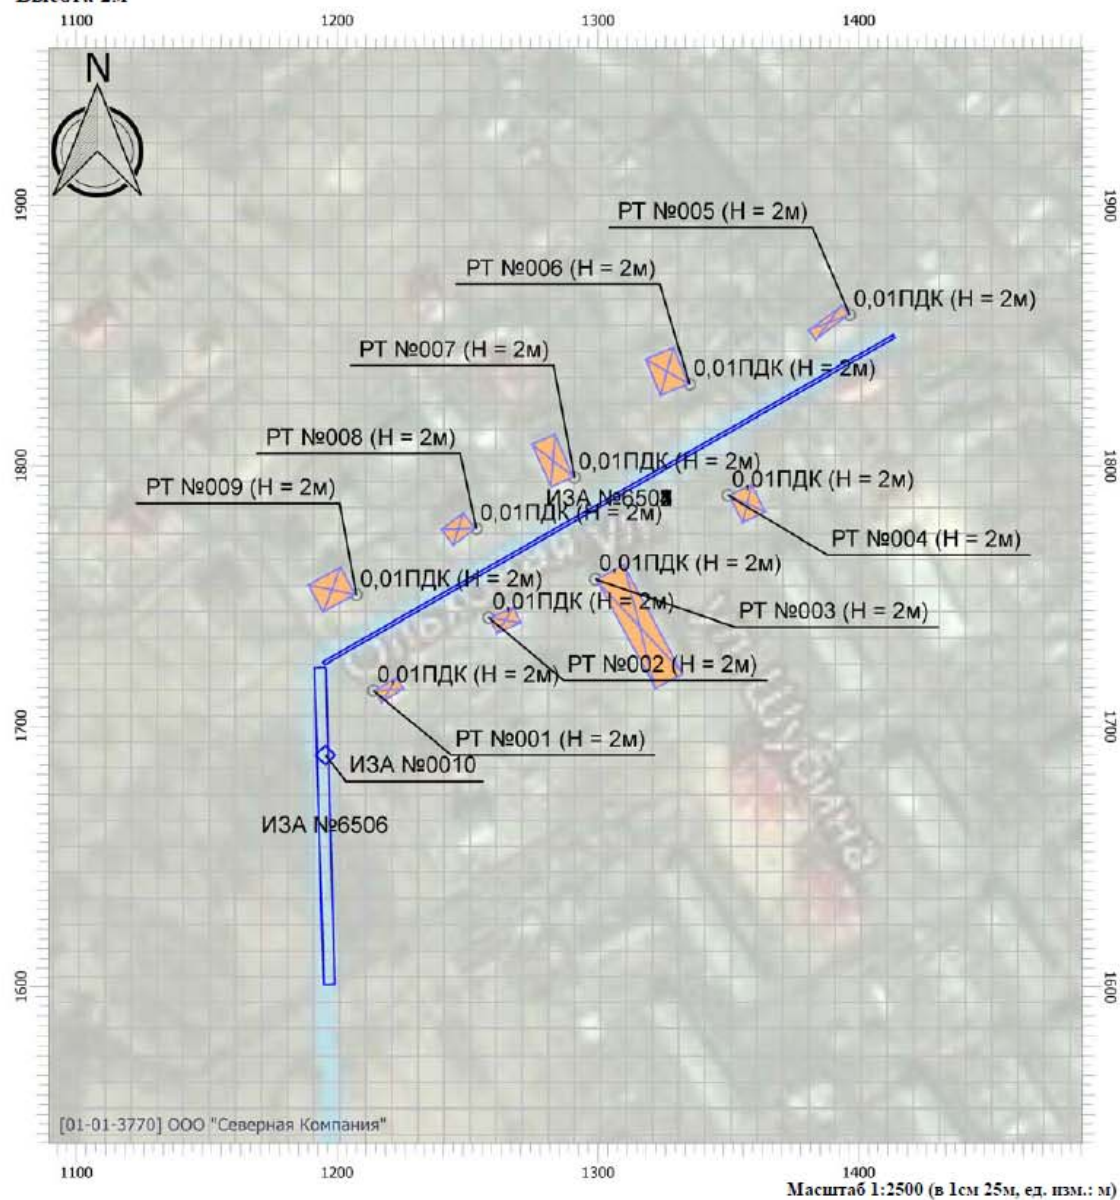 Высота 2м
1100 1200 1300 1400
N
1900 1900
РТ №005 (Н = 2м)
РТ №006 (Н = 2м)
0,01ПДК (Н = 2м)
РТ №007 (Н = 2м)
0,01ПДК (Н = 2м)
РТ №008 (Н = 2м)
0,01ПДК (Н = 2м)
1800 1800
РТ №009 (Н = 2м)
0,01ПДК (Н = 2м)
ИЗА №650
0,01ПДК (Н = 2м)
РТ №004 (Н = 2м)
0,01ПДК (Н = 2м)
0,01ПДК (Н = 2м)
0,01ПДК (Н = 2м)
РТ №003 (Н = 2м)
РТ №002 (Н = 2м)
0,01ПДК (Н = 2м)
ул Шубина
1700 1700
РТ №001 (Н = 2м)
ИЗА №0010
ИЗА №6506
1600 1600
[01-01-3770] ООО "Северная Компания"
1100 1200 1300 1400
Масштаб 1:2500 (в 1см 25м, ед. изм.: м)